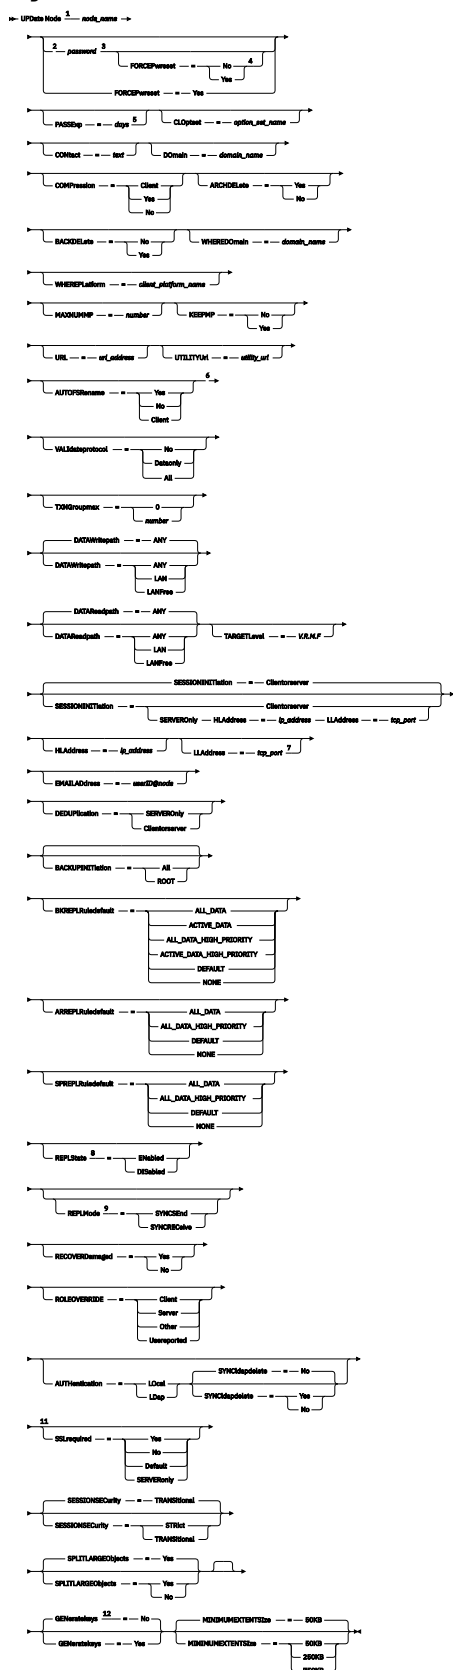 UPDate Node 1 node_name
2 password 3
FORCEPwreset = No 4
Yes
FORCEPwreset = Yes
PASSExp = days 5 CLOptset = option_set_name
CONtact = text DOmain = domain_name
COMPression = Client ARCHDELete = Yes
Yes No
No
BACKDELete = No WHEREDOmain = domain_name
Yes
WHEREPLatform = client_platform_name
MAXNUMMP = number KEEPMP = No
Yes
URL = url_address UTILITYUrl = utility_url
6
AUTOFSRename = Yes
No
Client
VALIdateprotocol = No
Dataonly
All
TXNGroupmax = 0
number
DATAWritepath = ANY
DATAWritepath = ANY
LAN
LANFree
DATAReadpath = ANY
DATAReadpath = ANY TARGETLevel = V.R.M.F
LAN
LANFree
SESSIONINITiation = Clientorserver
SESSIONINITiation = Clientorserver
SERVEROnly HLAddress = ip_address LLAddress = tcp_port
HLAddress = ip_address LLAddress = tcp_port 7
EMAILADdress = userID@node
DEDUPlication = SERVEROnly
Clientorserver
BACKUPINITiation = All
ROOT
BKREPLRuledefault = ALL_DATA
ACTIVE_DATA
ALL_DATA_HIGH_PRIORITY
ACTIVE_DATA_HIGH_PRIORITY
DEFAULT
NONE
ARREPLRuledefault = ALL_DATA
ALL_DATA_HIGH_PRIORITY
DEFAULT
NONE
SPREPLRuledefault = ALL_DATA
ALL_DATA_HIGH_PRIORITY
DEFAULT
NONE
REPLState 8 = ENabled
DISabled
REPLMode 9 = SYNCSEnd
SYNCRECeive
RECOVERDamaged = Yes
No
ROLEOVERRIDE = Client
Server
Other
Usereported
SYNCldapdelete = No
AUTHentication = LOcal
LDap SYNCldapdelete = Yes
No
11
SSLrequired = Yes
No
Default
SERVERonly
SESSIONSECurity = TRANSitional
SESSIONSECurity = STRict
TRANSitional
SPLITLARGEObjects = Yes
SPLITLARGEObjects = Yes
No
GENeratekeys 12 = No MINIMUMEXTENTSIze = 50KB
GENeratekeys = Yes MINIMUMEXTENTSIze = 50KB
250KB